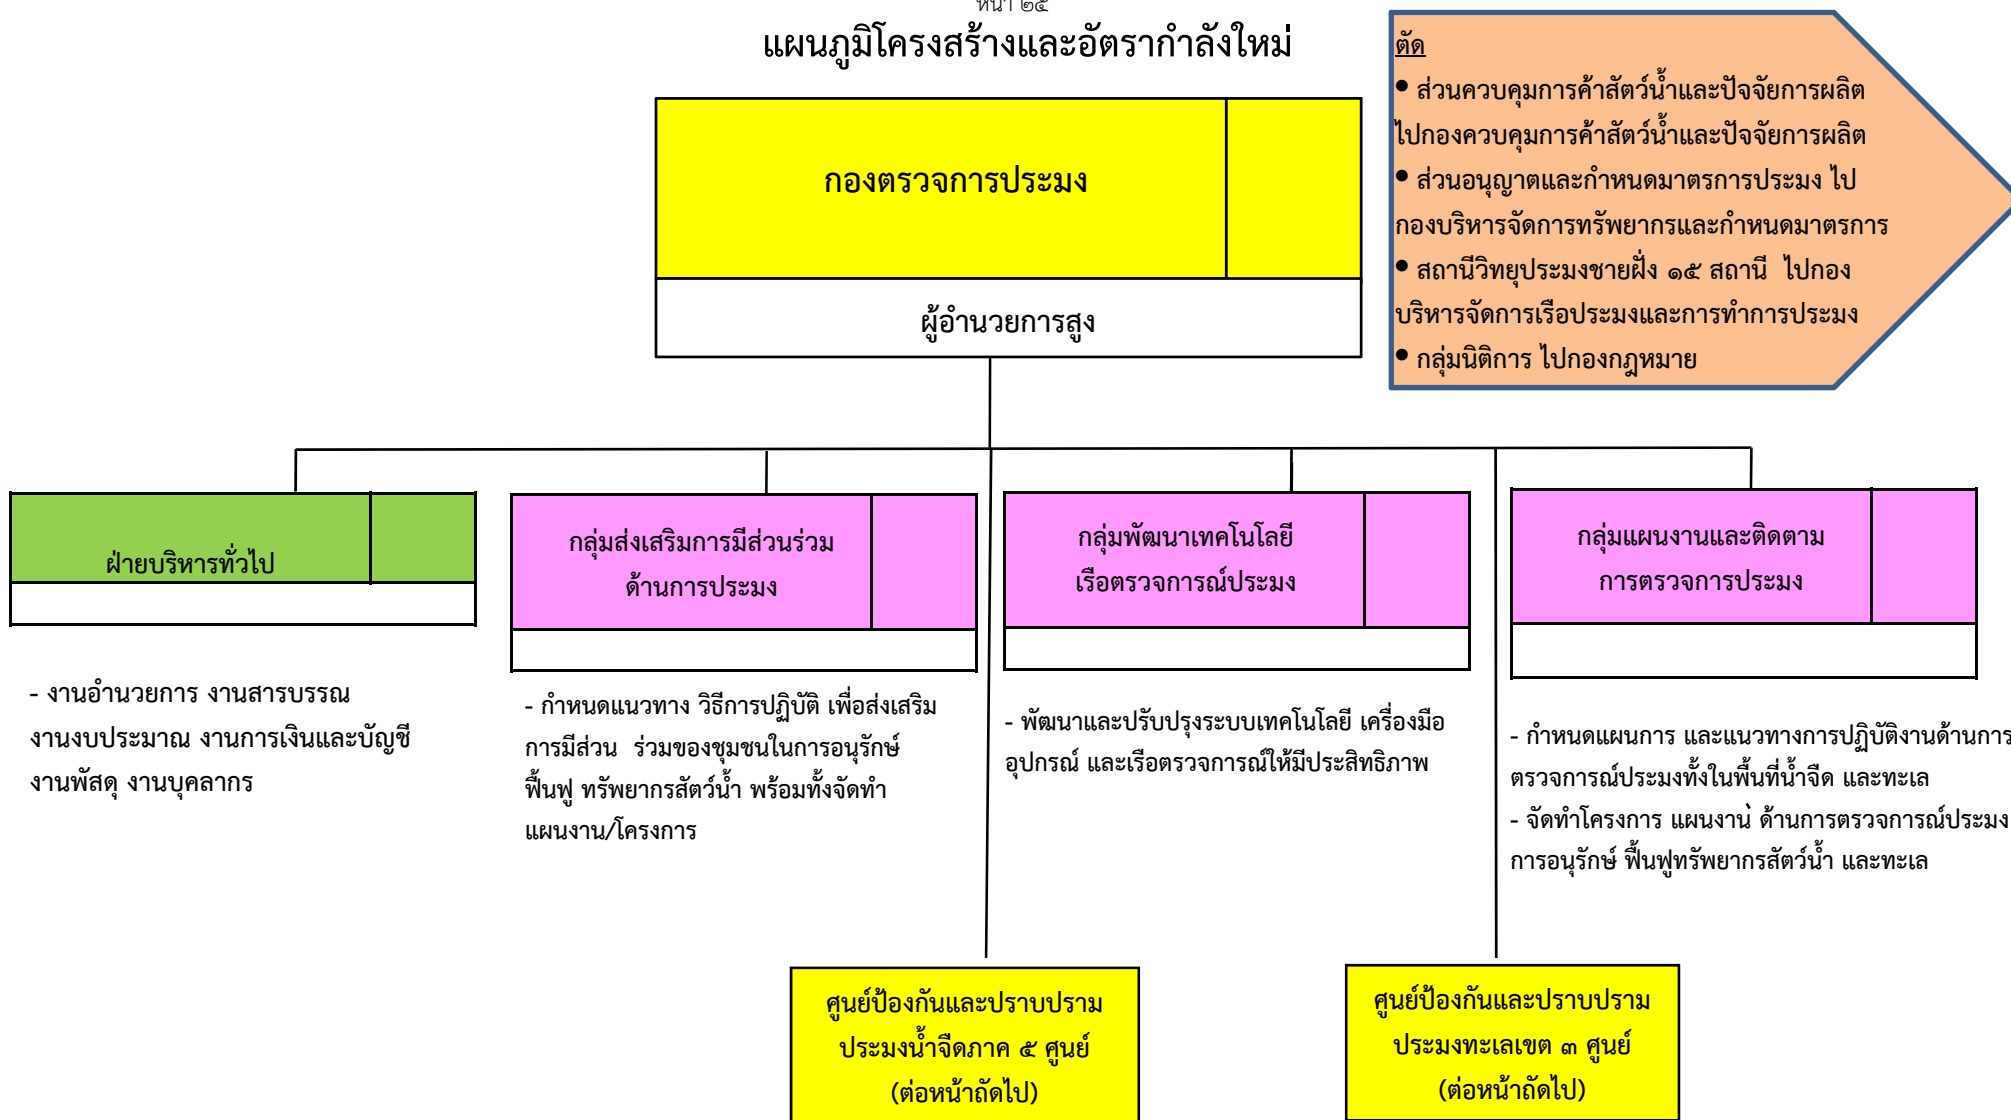 หน้า ๒๕
แผนภูมิโครงสร้างและอัตรากำลังใหม่
ตัด
• ส่วนควบคุมการค้าสัตว์น้ำและปัจจัยการผลิต
ไปกองควบคุมการค้าสัตว์น้ำและปัจจัยการผลิต
• ส่วนอนุญาตและกำหนดมาตรการประมง ไป
กองบริหารจัดการทรัพยากรและกำหนดมาตรการ
• สถานีวิทยุประมงชายฝั่ง ๑๕ สถานี ไปกอง
บริหารจัดการเรือประมงและการทำการประมง
• กลุ่มนิติการ ไปกองกฎหมาย
กองตรวจการประมง
ผู้อำนวยการสูง
ฝ่ายบริหารทั่วไป
- งานอำนวยการ งานสารบรรณ
งานงบประมาณ งานการเงินและบัญชี
งานพัสดุ งานบุคลากร
กลุ่มส่งเสริมการมีส่วนร่วม
ด้านการประมง
- กำหนดแนวทาง วิธีการปฏิบัติ เพื่อส่งเสริม
การมีส่วน ร่วมของชุมชนในการอนุรักษ์
ฟื้นฟู ทรัพยากรสัตว์น้ำ พร้อมทั้งจัดทำ
แผนงาน/โครงการ
กลุ่มพัฒนาเทคโนโลยี
เรือตรวจการณ์ประมง
- พัฒนาและปรับปรุงระบบเทคโนโลยี เครื่องมือ
อุปกรณ์ และเรือตรวจการณ์ให้มีประสิทธิภาพ
กลุ่มแผนงานและติดตาม
การตรวจการประมง
- กำหนดแผนการ และแนวทางการปฏิบัติงานด้านการ
ตรวจการณ์ประมงทั้งในพื้นที่น้ำจืด และทะเล
- จัดทำโครงการ แผนงาน่ ด้านการตรวจการณ์ประมง
การอนุรักษ์ ฟื้นฟูทรัพยากรสัตว์น้ำ และทะเล
ศูนย์ป้องกันและปราบปราม
ประมงน้ำจืดภาค ๕ ศูนย์
(ต่อหน้าถัดไป)
ศูนย์ป้องกันและปราบปราม
ประมงทะเลเขต ๓ ศูนย์
(ต่อหน้าถัดไป)